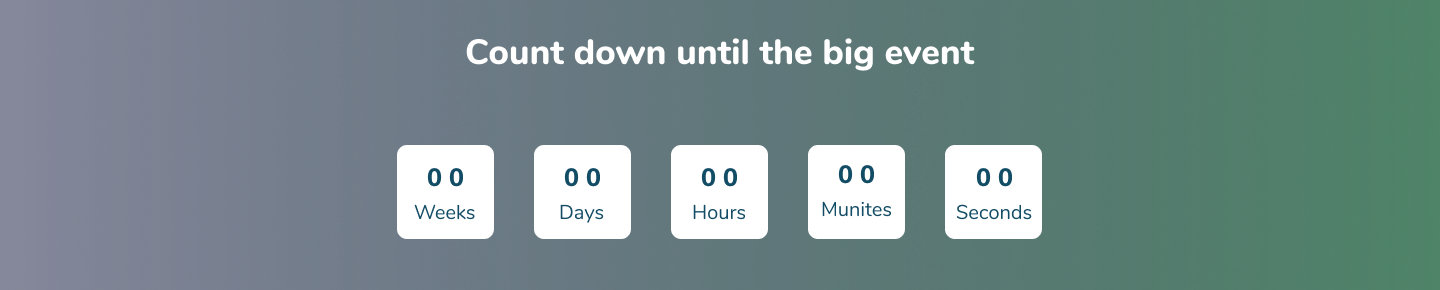 Count down until the big event
0 0 0 0 0 0 0 0 0 0
Weeks Days Hours Munites Seconds